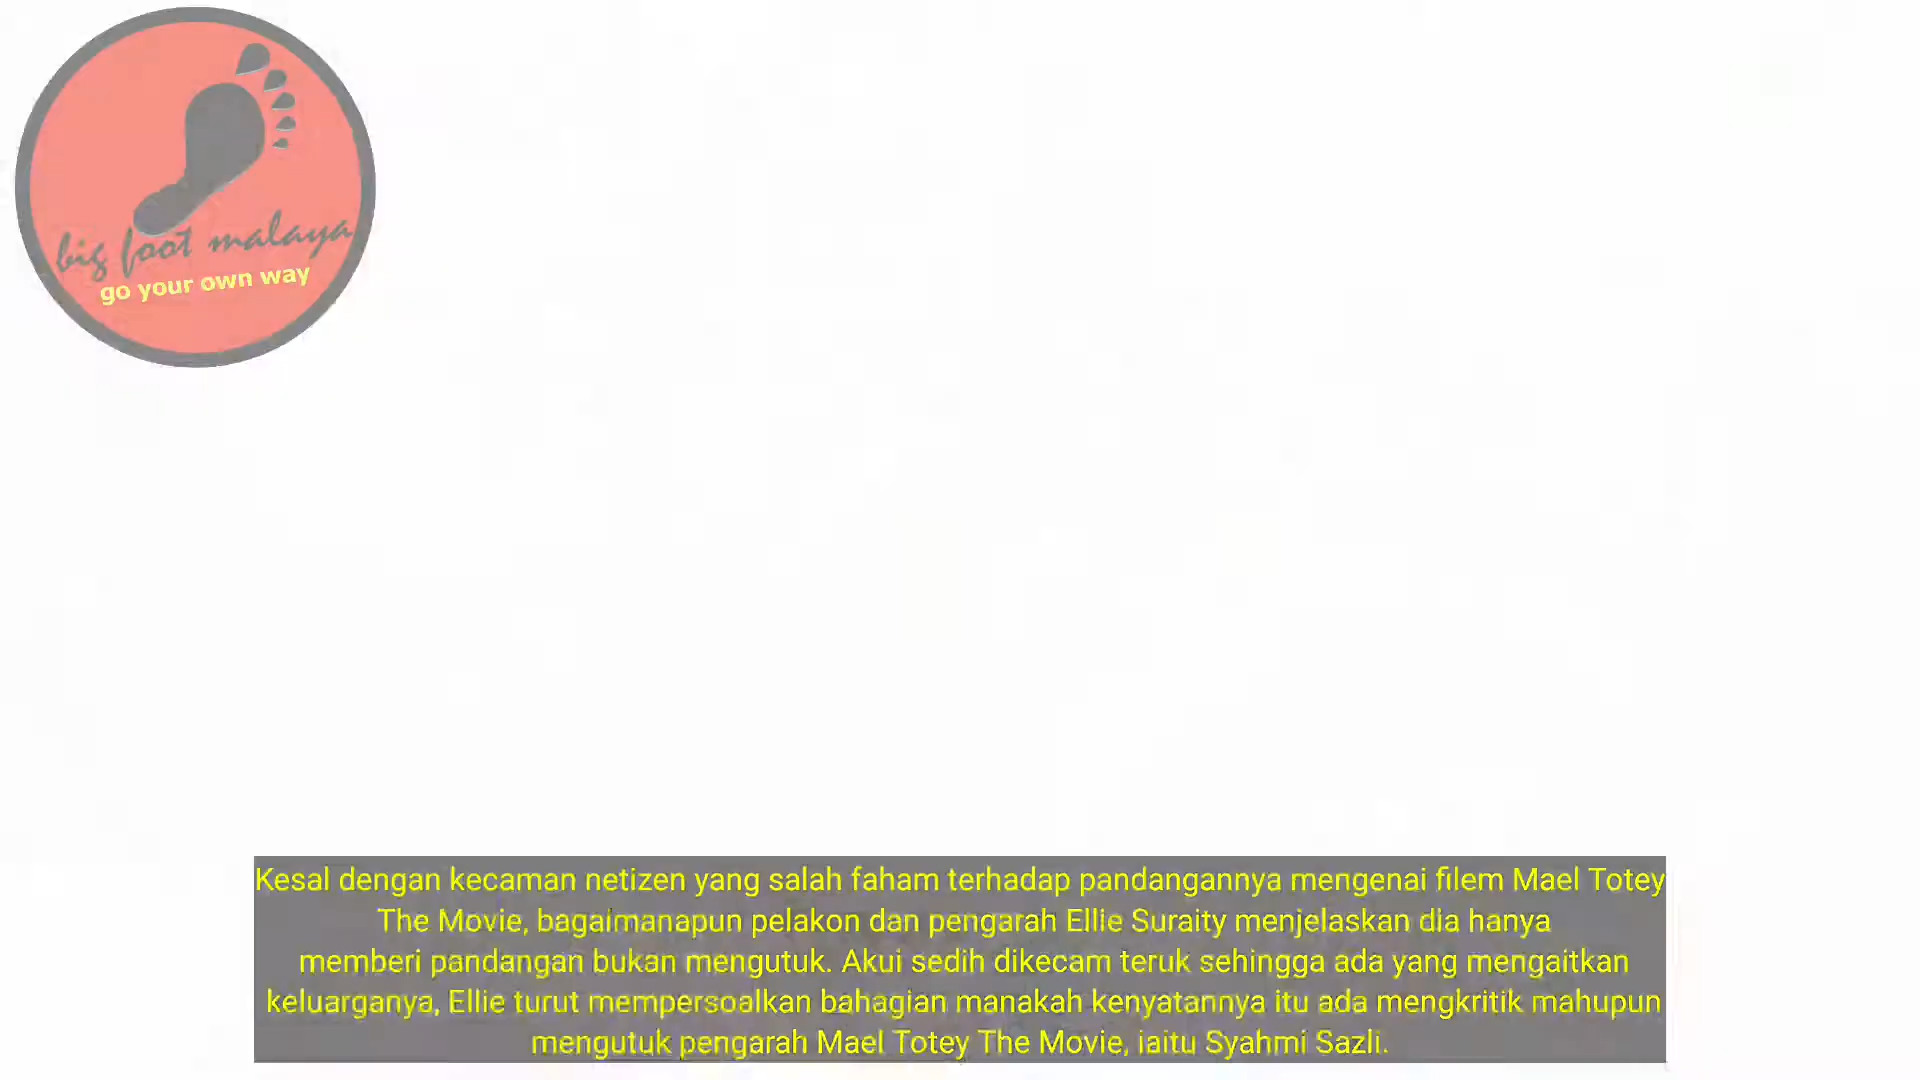 big foot malaya
go your own way
Kesal dengan kecaman netizen yang salah faham terhadap pandangannya mengenai filem Mael Totey
The Movie, bagaimanapun pelakon dan pengarah Ellie Suraity menjelaskan dia hanya
memberi pandangan bukan mengutuk. Akui sedih dikecam teruk sehingga ada yang mengaitkan
keluarganya, Ellie turut mempersoalkan bahagian manakah kenyatannya itu ada mengkritik mahupun
mengutuk pengarah Mael Totey The Movie, iaitu Syahmi Sazli.